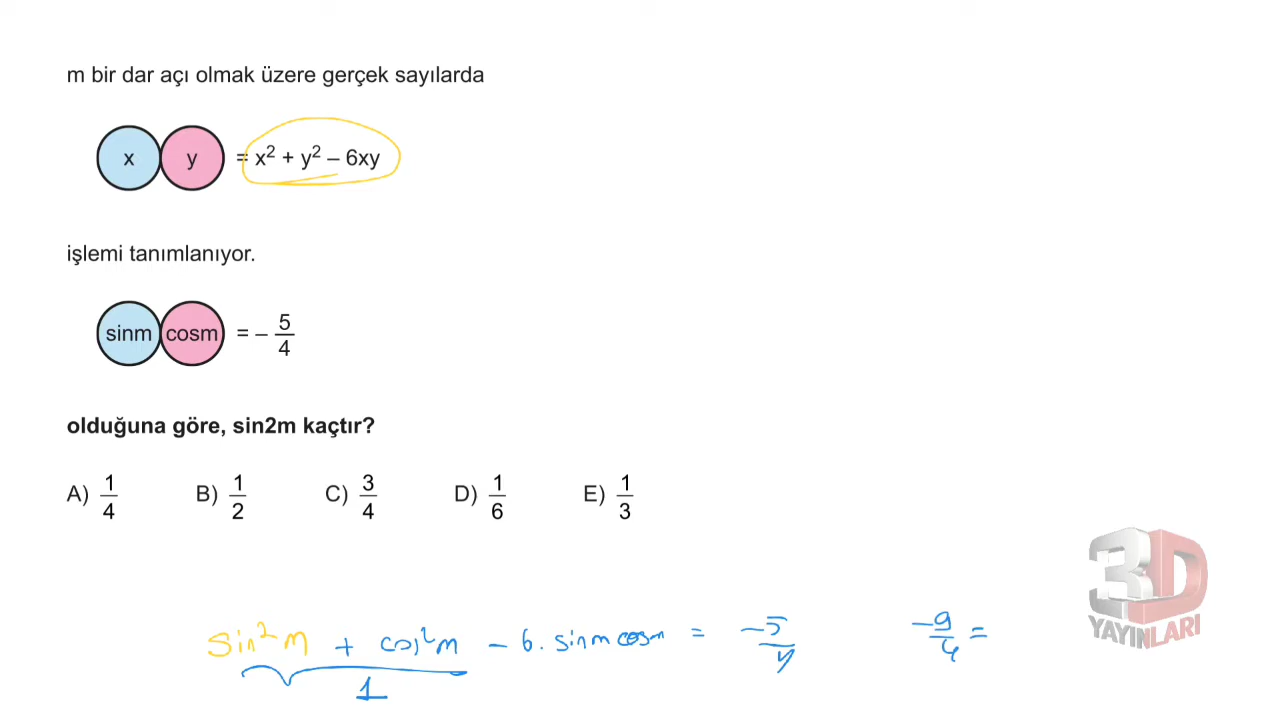 m bir dar açı olmak üzere gerçek sayılarda
x y = x² + y² – 6xy
işlemi tanımlanıyor.
sinm cosm = – 5/4
olduğuna göre, sin2m kaçtır?
A) 1/4 B) 1/2 C) 3/4 D) 1/6 E) 1/3
3D
YAYINLARI
sin²m + cos²m – 6. sinm cosm = –5/4 –9/4 =
1